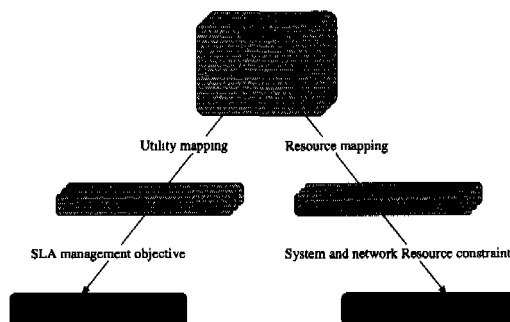 Utility mapping
Resource mapping
SLA management objective
System and network Resource constraint